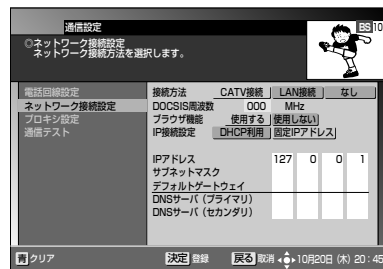 通信設定
BS 10
◎ネットワーク接続設定
ネットワーク接続方法を選択します。
電話回線設定
ネットワーク接続設定
プロキシ設定
通信テスト
接続方法 CATV接続 LAN接続 なし
DOCSIS周波数 000 MHz
ブラウザ機能 使用する 使用しない
IP接続設定 DHCP利用 固定IPアドレス
IPアドレス 127 0 0 1
サブネットマスク
デフォルトゲートウェイ
DNSサーバ（プライマリ）
DNSサーバ（セカンダリ）
青 クリア 決定 登録 戻る 取消 10月20日 (木) 20：45